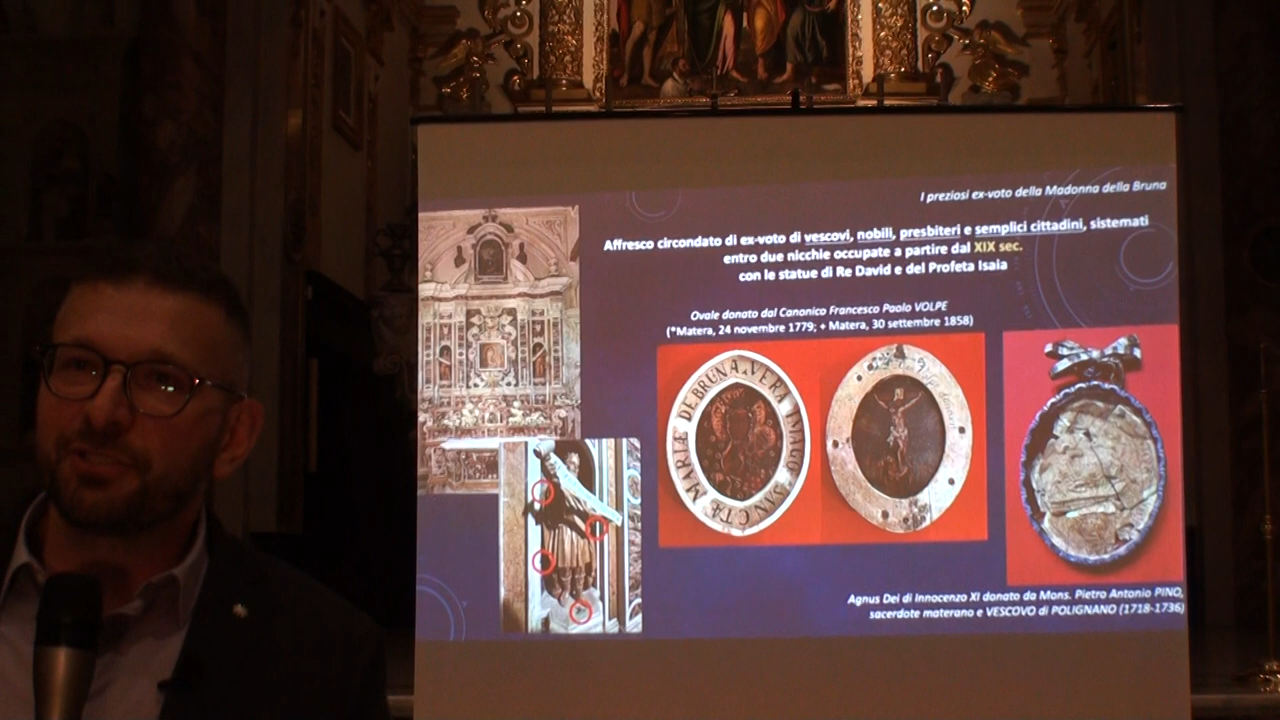 I preziosi ex-voto della Madonna della Bruna
Affresco circondato di ex-voto di vescovi, nobili, presbiteri e semplici cittadini, sistemati
entro due nicchie occupate a partire dal XIX sec.
con le statue di Re David e del Profeta Isaia
Ovale donato dal Canonico Francesco Paolo VOLPE
(*Matera, 24 novembre 1779; + Matera, 30 settembre 1858)
VERA IMAGO SANCTÆ MARIÆ DE BRUNA
Agnus Dei di Innocenzo XI donato da Mons. Pietro Antonio PINO,
sacerdote materano e VESCOVO di POLIGNANO (1718-1736)